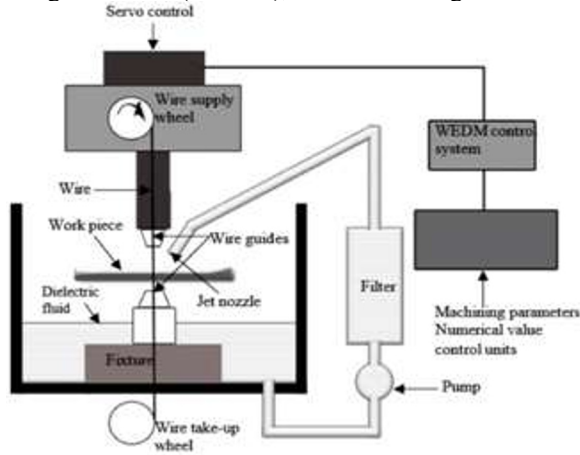 Servo control
Wire supply
wheel
WEDM control
system
Wire
Work piece
Wire guides
Dielectric
fluid
Jet nozzle
Filter
Machining parameters
Numerical value
control units
Fixture
Pump
Wire take-up
wheel